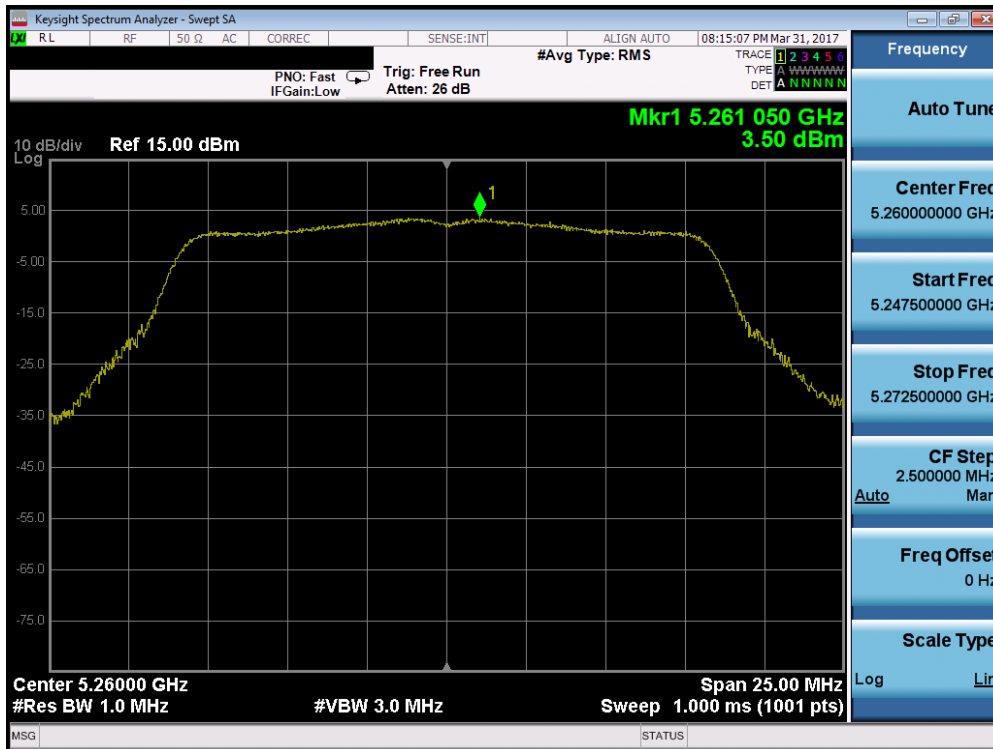 Keysight Spectrum Analyzer - Swept SA
LXI RL RF 50 Ω AC CORREC SENSE:INT ALIGN AUTO 08:15:07 PM Mar 31, 2017
PNO: Fast
IFGain:Low
Trig: Free Run
Atten: 26 dB
#Avg Type: RMS
TRACE 1 2 3 4 5 6
TYPE A WWWWW
DET A N N N N N
Mkr1 5.261 050 GHz
3.50 dBm
10 dB/div
Log
Ref 15.00 dBm
1
5.00
-5.00
-15.0
-25.0
-35.0
-45.0
-55.0
-65.0
-75.0
Center 5.26000 GHz
Span 25.00 MHz
#Res BW 1.0 MHz
#VBW 3.0 MHz
Sweep 1.000 ms (1001 pts)
MSG
STATUS
Frequency
Auto Tune
Center Freq
5.260000000 GHz
Start Freq
5.247500000 GHz
Stop Freq
5.272500000 GHz
CF Step
2.500000 MHz
Auto Man
Freq Offset
0 Hz
Scale Type
Log Lin